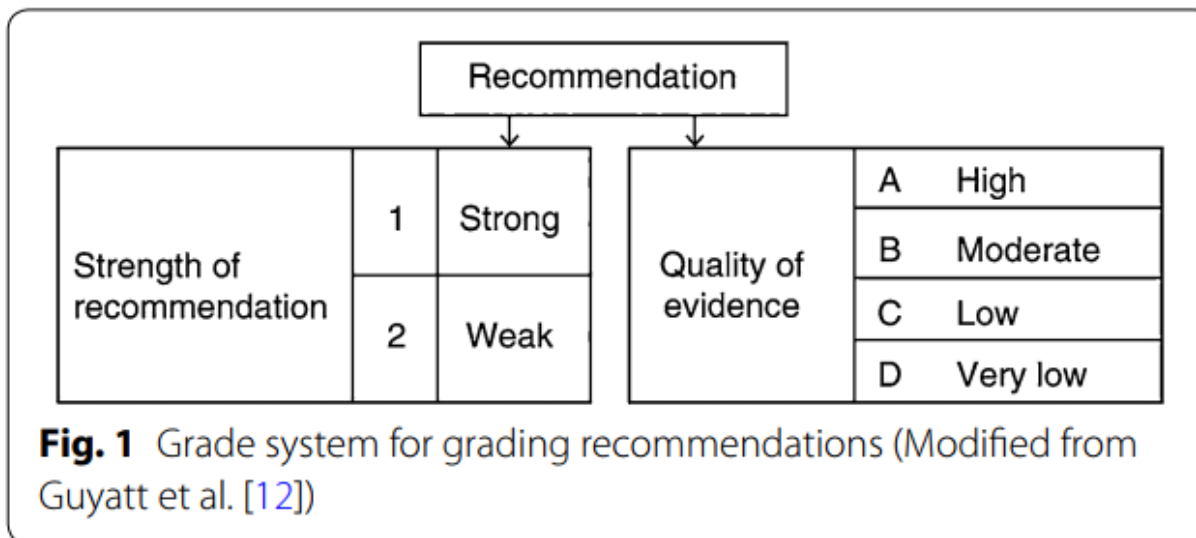 Recommendation
Strength of
recommendation
1 Strong
2 Weak
Quality of
evidence
A High
B Moderate
C Low
D Very low
Fig. 1 Grade system for grading recommendations (Modified from
Guyatt et al. [12])